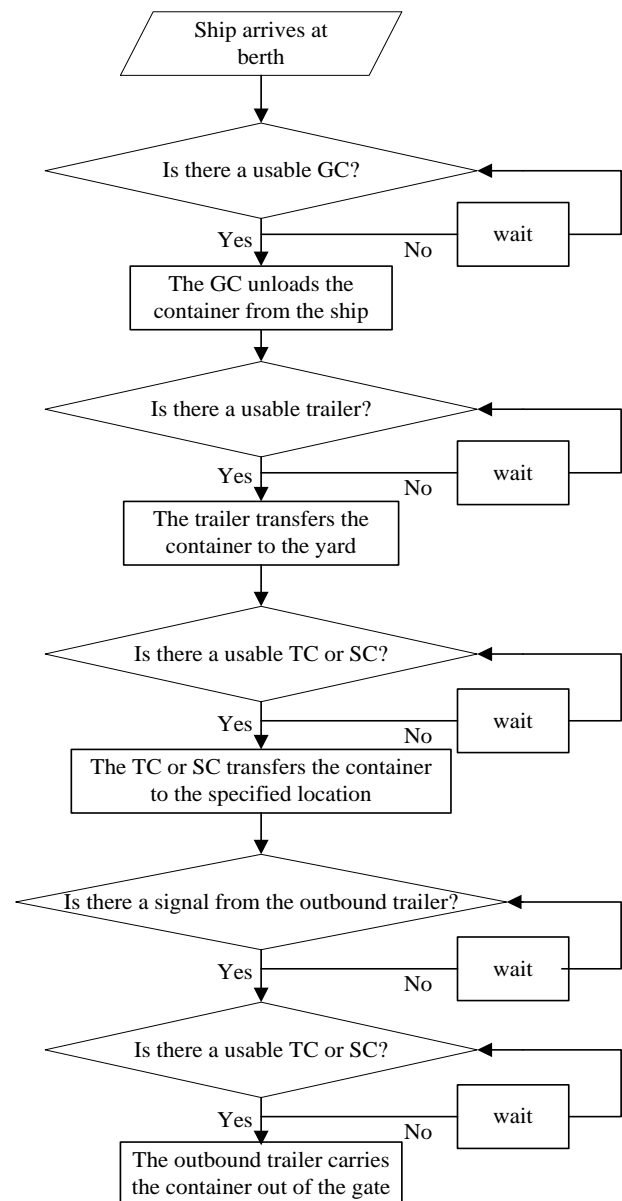 Ship arrives at
berth
Is there a usable GC?
Yes
No
wait
The GC unloads the
container from the ship
Is there a usable trailer?
Yes
No
wait
The trailer transfers the
container to the yard
Is there a usable TC or SC?
Yes
No
wait
The TC or SC transfers the container
to the specified location
Is there a signal from the outbound trailer?
Yes
No
wait
Is there a usable TC or SC?
Yes
No
wait
The outbound trailer carries
the container out of the gate